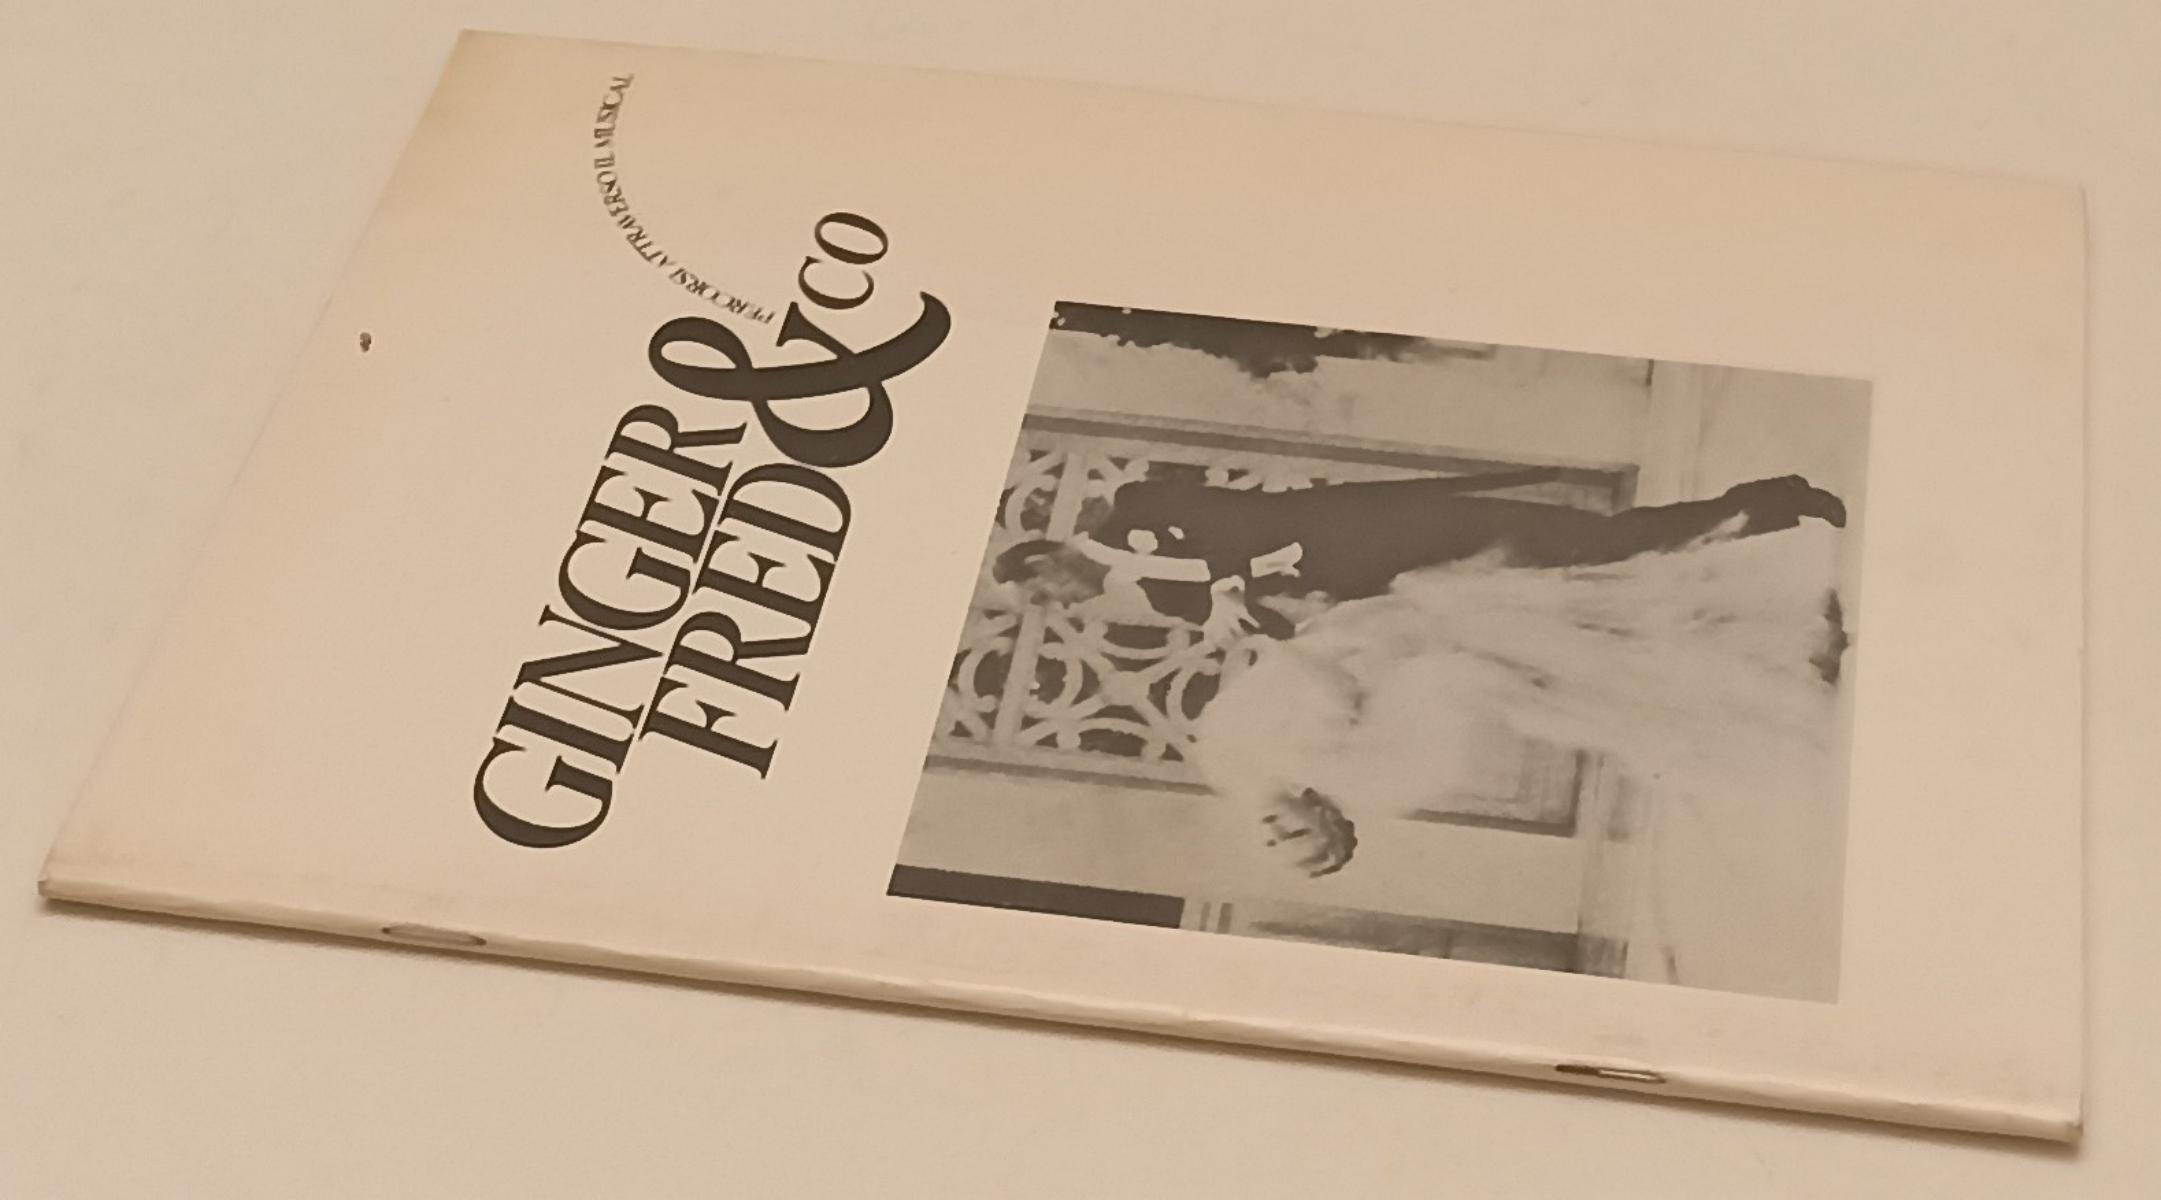 GINGER
FRED & CO
PERCORSI ATTRAVERSO IL MUSICAL